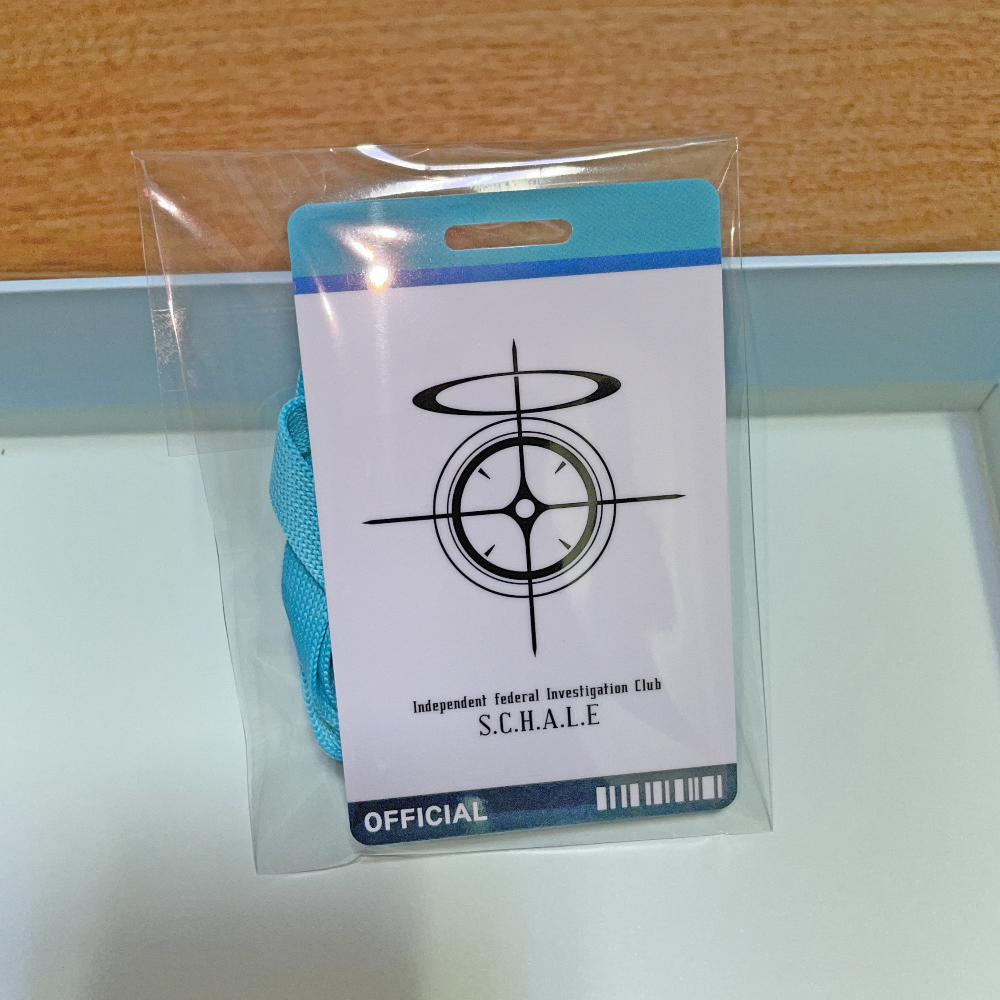 Independent federal Investigation Club
S.C.H.A.L.E
OFFICIAL